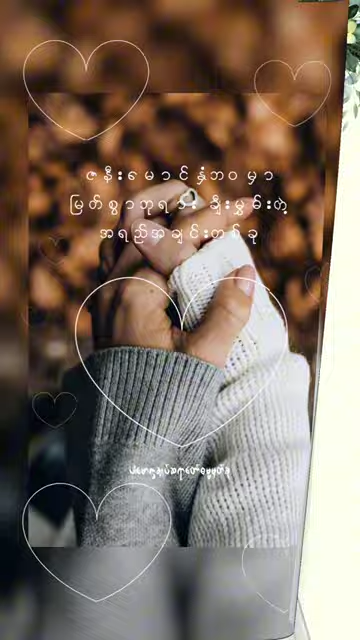 ဇနီးမောင်နှံဘဝမှာ
မြတ်စွာဘုရား ချီးမွှမ်းတဲ့
အရည်အချင်းတစ်ခု